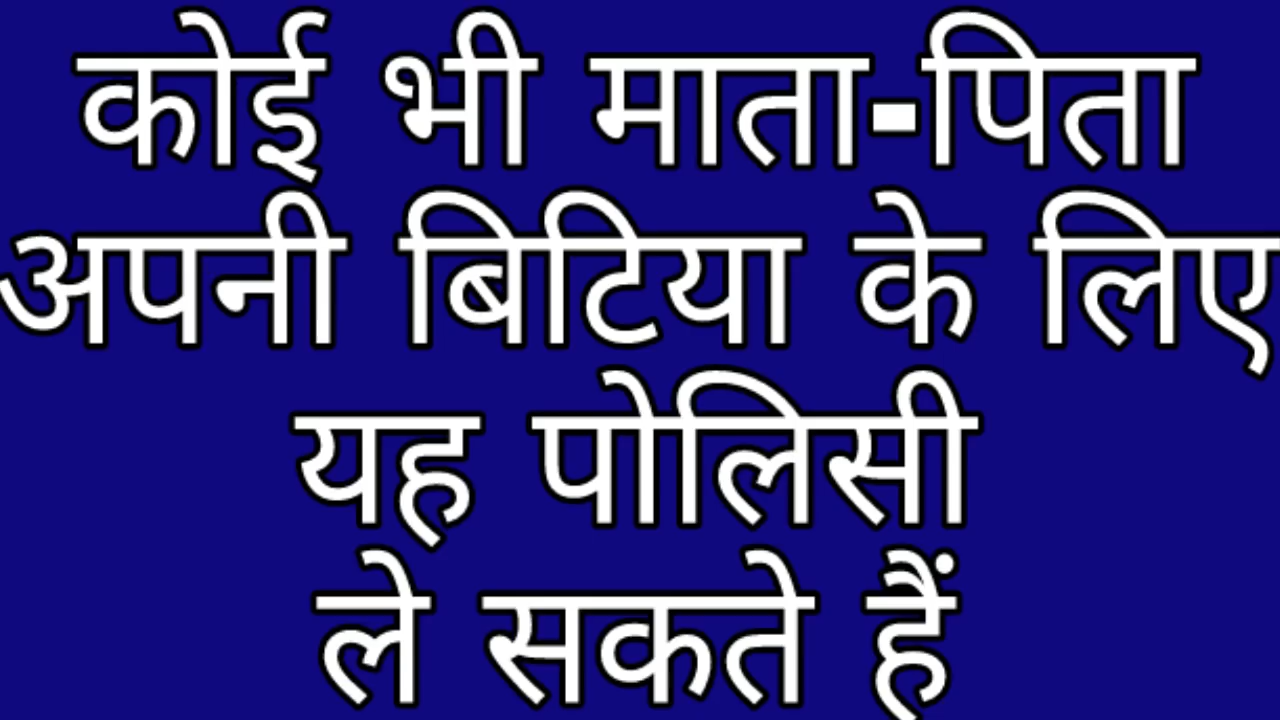 कोई भी माता-पिता
अपनी बिटिया के लिए
यह पोलिसी
ले सकते हैं